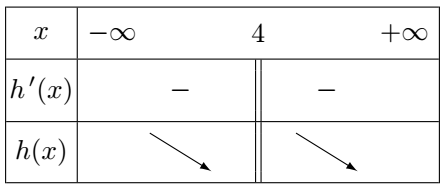 x −∞ 4 +∞
h′(x) − −
h(x)